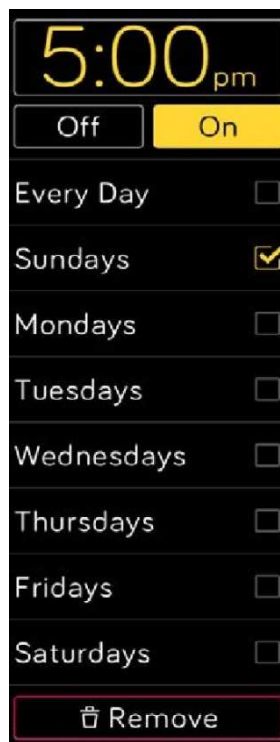 5:00pm
Off On
Every Day
Sundays
Mondays
Tuesdays
Wednesdays
Thursdays
Fridays
Saturdays
Remove